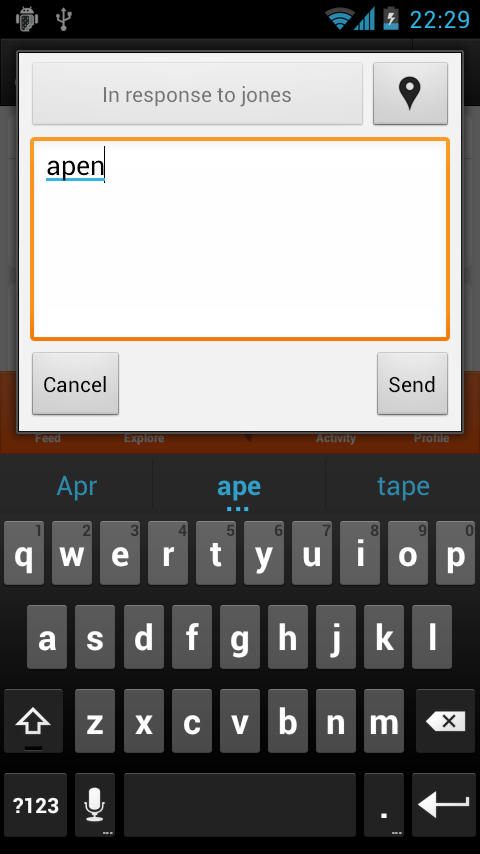 22:29
In response to jones
apen
Cancel Send
Feed Explore Activity Profile
Apr ape tape
1 2 3 4 5 6 7 8 9 0
q w e r t y u i o p
a s d f g h j k l
z x c v b n m
?123 .